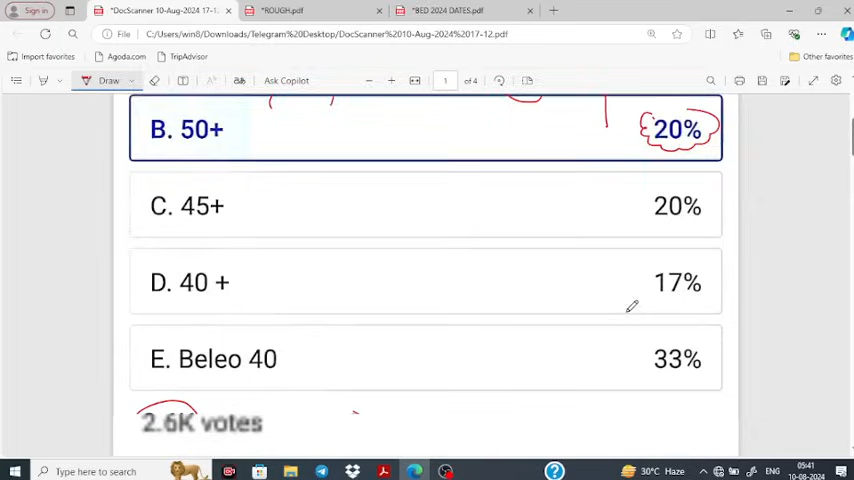 Sign in
*DocScanner 10-Aug-2024 17-1.
*ROUGH.pdf
*BED 2024 DATES.pdf
File
C:/Users/win8/Downloads/Telegram%20Desktop/DocScanner%2010-Aug-2024%2017-12.pdf
Import favorites
Agoda.com
TripAdvisor
Other favorites
Draw
Ask Copilot
1
of 4
B. 50+ 20%
C. 45+ 20%
D. 40 + 17%
E. Beleo 40 33%
2.6K votes
Type here to search
30°C Haze
ENG
05:41
10-08-2024